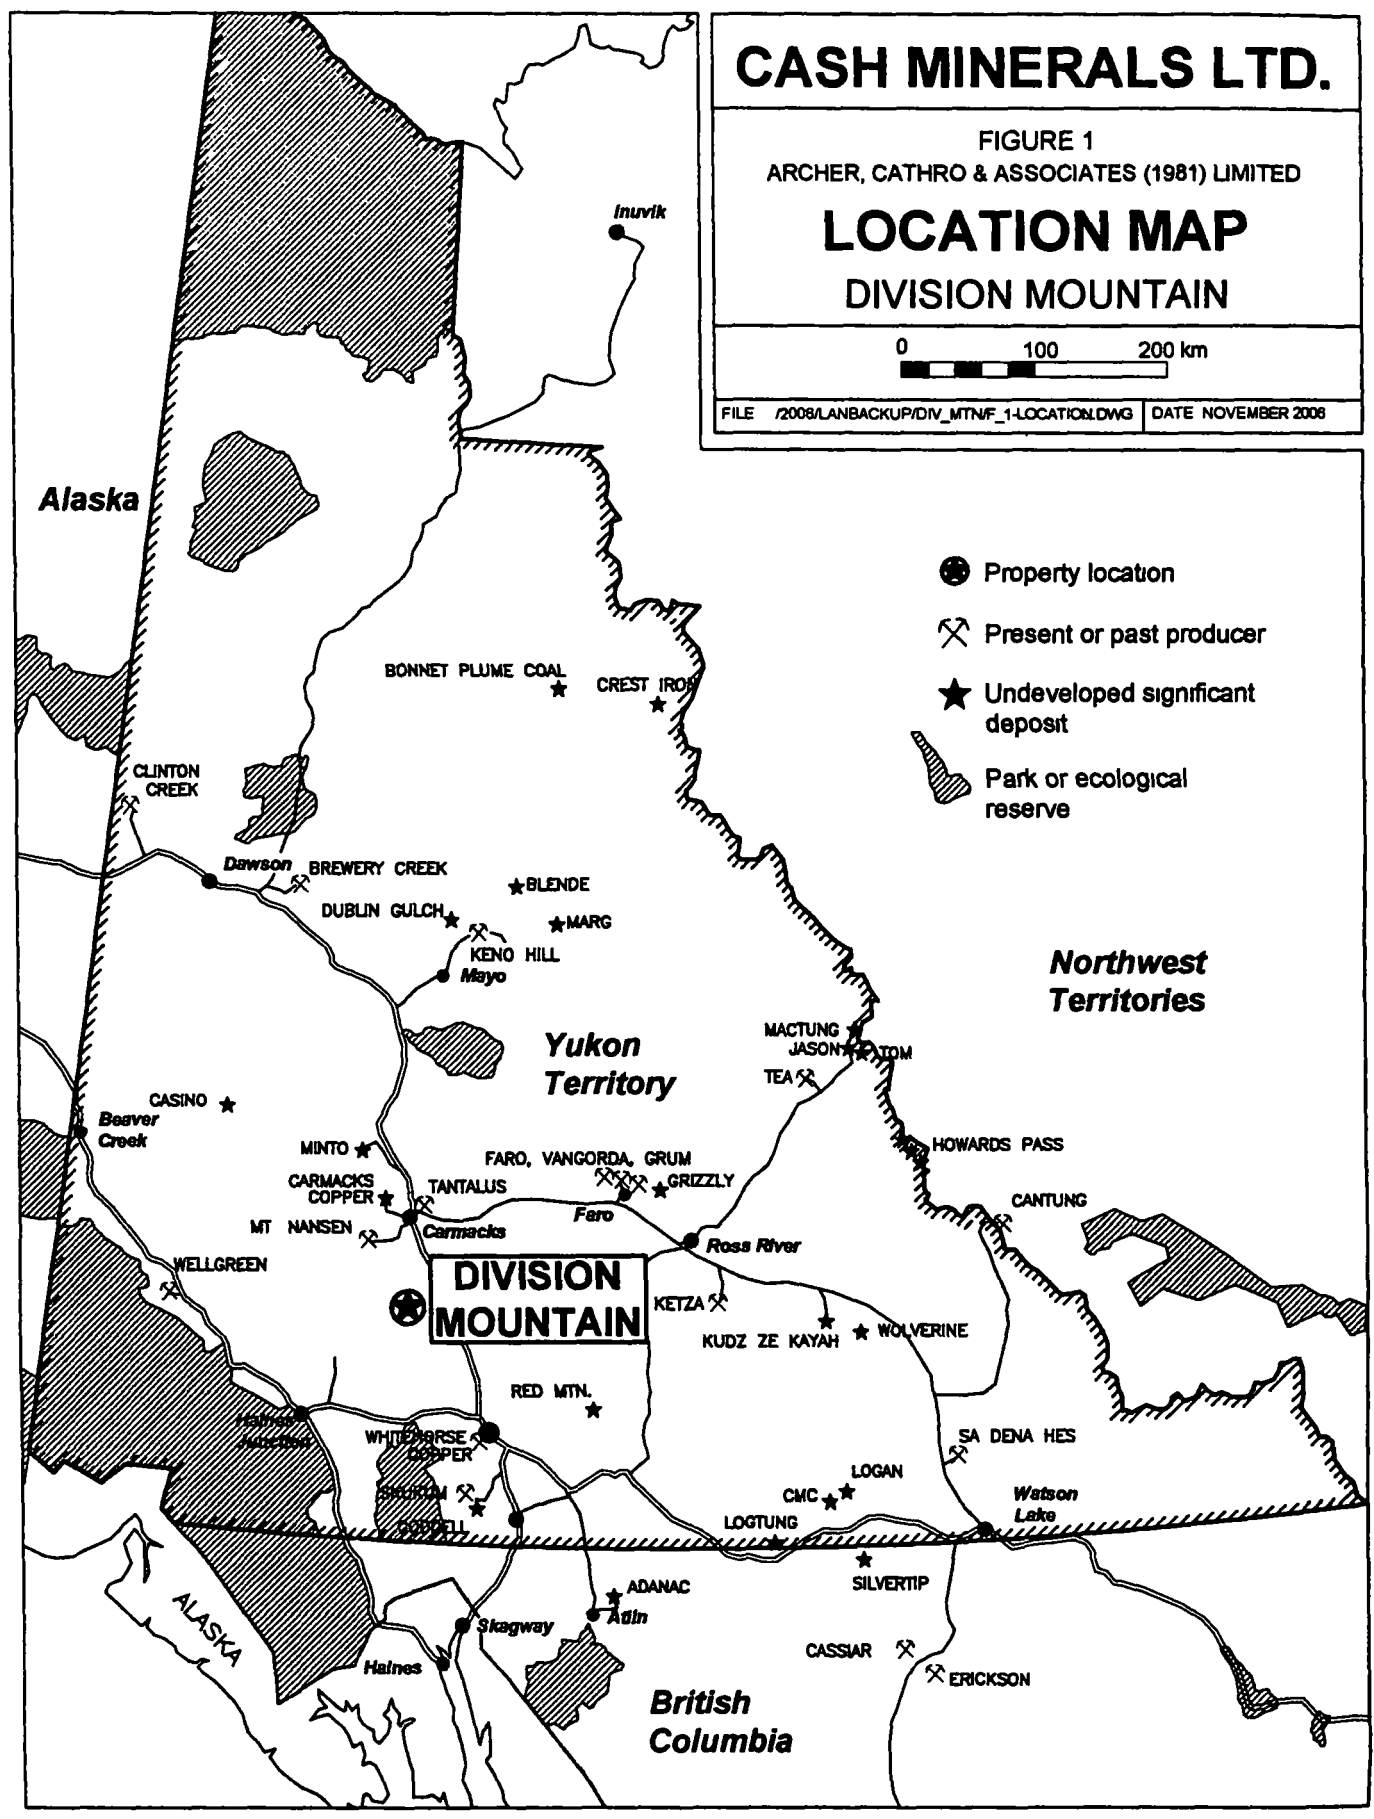 CASH MINERALS LTD.
FIGURE 1
ARCHER, CATHRO & ASSOCIATES (1981) LIMITED
LOCATION MAP
DIVISION MOUNTAIN
0 100 200 km
FILE /2006/LANBACKUP/DIV_MTN/F_1-LOCATION.DWG DATE NOVEMBER 2006
Inuvik
Alaska
Property location
Present or past producer
Undeveloped significant
deposit
Park or ecological
reserve
BONNET PLUME COAL
CREST IRON
CLINTON
CREEK
Dawson
BREWERY CREEK
BLENDE
DUBLIN GULCH
MARG
KENO HILL
Mayo
Northwest
Territories
Yukon
Territory
MACTUNG
JASON
TOM
TEA
CASINO
Beaver
Creek
MINTO
HOWARDS PASS
FARO, VANGORDA, GRUM
GRIZZLY
CARMACKS
COPPER
TANTALUS
CANTUNG
Faro
MT NANSEN
Carmacks
Ross River
WELLGREEN
DIVISION
MOUNTAIN
KETZA
KUDZ ZE KAYAH
WOLVERINE
RED MTN.
Haines
Junction
WHITEHORSE
COPPER
SA DENA HES
LOGAN
CMC
SKUKUM
GODDELL
Watson
Lake
LOGTUNG
SILVERTIP
ADANAC
Atlin
ALASKA
Skagway
Haines
CASSIAR
ERICKSON
British
Columbia